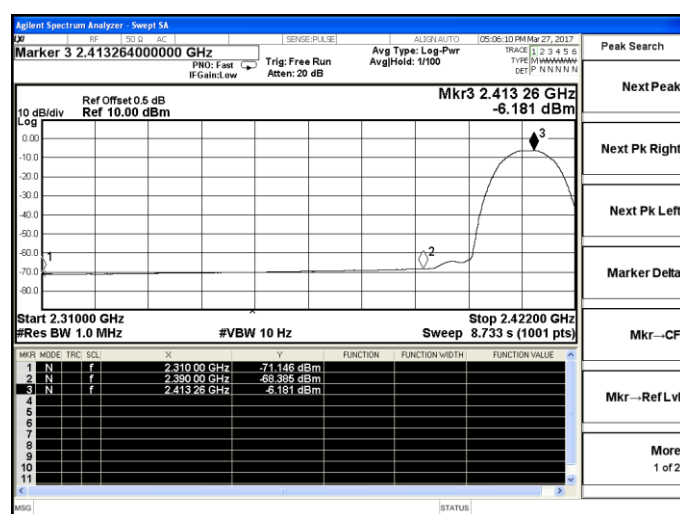 Agilent Spectrum Analyzer - Swept SA
LXI RF 50 Ω AC SENSE:PULSE ALIGN AUTO 05:06:10 PM Mar 27, 2017
Marker 3 2.413264000000 GHz
PNO: Fast
IFGain:Low
Trig: Free Run
Atten: 20 dB
Avg Type: Log-Pwr
Avg|Hold: 1/100
TRACE 1 2 3 4 5 6
TYPE M
DET P N N N N N
Peak Search
Next Peak
Next Pk Right
Next Pk Left
Marker Delta
Mkr→CF
Mkr→Ref Lvl
More
1 of 2
Mkr3 2.413 26 GHz
-6.181 dBm
Ref Offset 0.5 dB
10 dB/div Ref 10.00 dBm
Log
0.00
-10.0
-20.0
-30.0
-40.0
-50.0
-60.0
-70.0
-80.0
1
2
3
Start 2.31000 GHz Stop 2.42200 GHz
#Res BW 1.0 MHz #VBW 10 Hz Sweep 8.733 s (1001 pts)
MKR MODE TRC SCL X Y FUNCTION FUNCTION WIDTH FUNCTION VALUE
1 N f 2.310 00 GHz -71.146 dBm
2 N f 2.390 00 GHz -68.385 dBm
3 N f 2.413 26 GHz -6.181 dBm
4
5
6
7
8
9
10
11
MSG STATUS